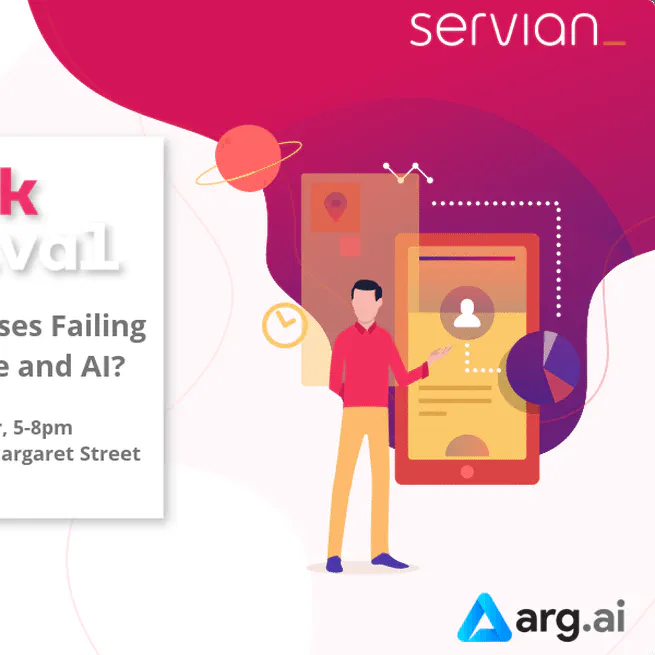 servian_
k
val
ses Failing
e and AI?
, 5-8pm
argaret Street
arg.ai